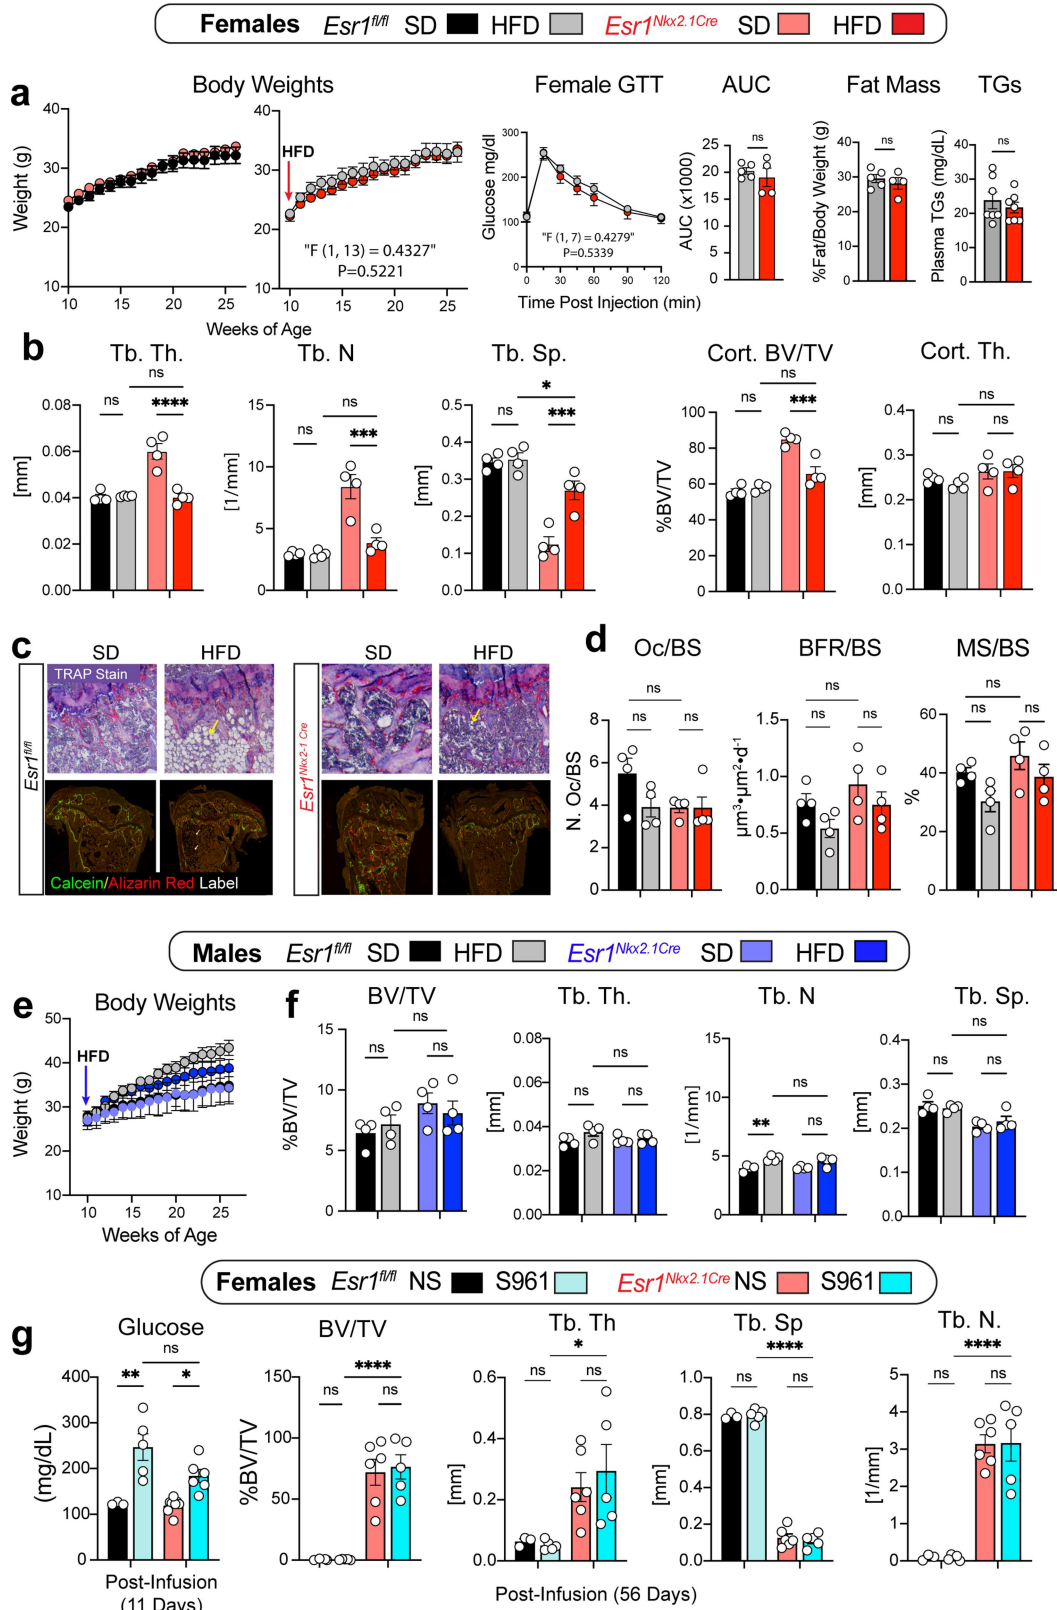 Females Esr1fl/fl SD HFD Esr1Nkx2.1Cre SD HFD
a
Body Weights Female GTT AUC Fat Mass TGs
Weight (g)
40
30
20
10
10 15 20 25
40
30
20
10
HFD
"F (1, 13) = 0.4327"
P=0.5221
10 15 20 25
Weeks of Age
Glucose mg/dl
300
200
100
0
"F (1, 7) = 0.4279"
P=0.5339
0 30 60 90 120
Time Post Injection (min)
AUC (x1000)
25
20
15
10
5
0
ns
%Fat/Body Weight (g)
40
30
20
10
0
ns
Plasma TGs (mg/dL)
40
30
20
10
0
ns
b
Tb. Th.
[mm]
0.08
0.06
0.04
0.02
0.00
ns
ns ****
Tb. N
[1/mm]
15
10
5
0
ns
ns ***
Tb. Sp.
[mm]
0.5
0.4
0.3
0.2
0.1
0.0
*
ns ***
Cort. BV/TV
%BV/TV
100
80
60
40
20
0
ns
ns ***
Cort. Th.
[mm]
0.4
0.3
0.2
0.1
0.0
ns
ns ns
c
SD HFD SD HFD
Esr1fl/fl
TRAP Stain
Esr1Nkx2-1 Cre
Calcein/Alizarin Red Label
d
Oc/BS
N. Oc/BS
8
6
4
2
0
ns
ns ns
BFR/BS
µm³•µm²•d⁻¹
1.5
1.0
0.5
0.0
ns
ns ns
MS/BS
%
60
40
20
0
ns
ns ns
Males Esr1fl/fl SD HFD Esr1Nkx2.1Cre SD HFD
e
Body Weights
Weight (g)
50
40
30
20
10
HFD
10 15 20 25
Weeks of Age
f
BV/TV
%BV/TV
15
10
5
0
ns
ns ns
Tb. Th.
[mm]
0.08
0.06
0.04
0.02
0.00
ns
ns ns
Tb. N
[1/mm]
15
10
5
0
ns
** ns
Tb. Sp.
[mm]
0.4
0.3
0.2
0.1
0.0
ns
ns ns
Females Esr1fl/fl NS S961 Esr1Nkx2.1Cre NS S961
g
Glucose
(mg/dL)
400
300
200
100
0
ns
** *
Post-Infusion
(11 Days)
BV/TV
%BV/TV
150
100
50
0
****
ns ns
Tb. Th
[mm]
0.6
0.4
0.2
0.0
*
ns ns
Tb. Sp
[mm]
1.0
0.8
0.6
0.4
0.2
0.0
****
ns ns
Tb. N.
[1/mm]
5
4
3
2
1
0
****
ns ns
Post-Infusion (56 Days)